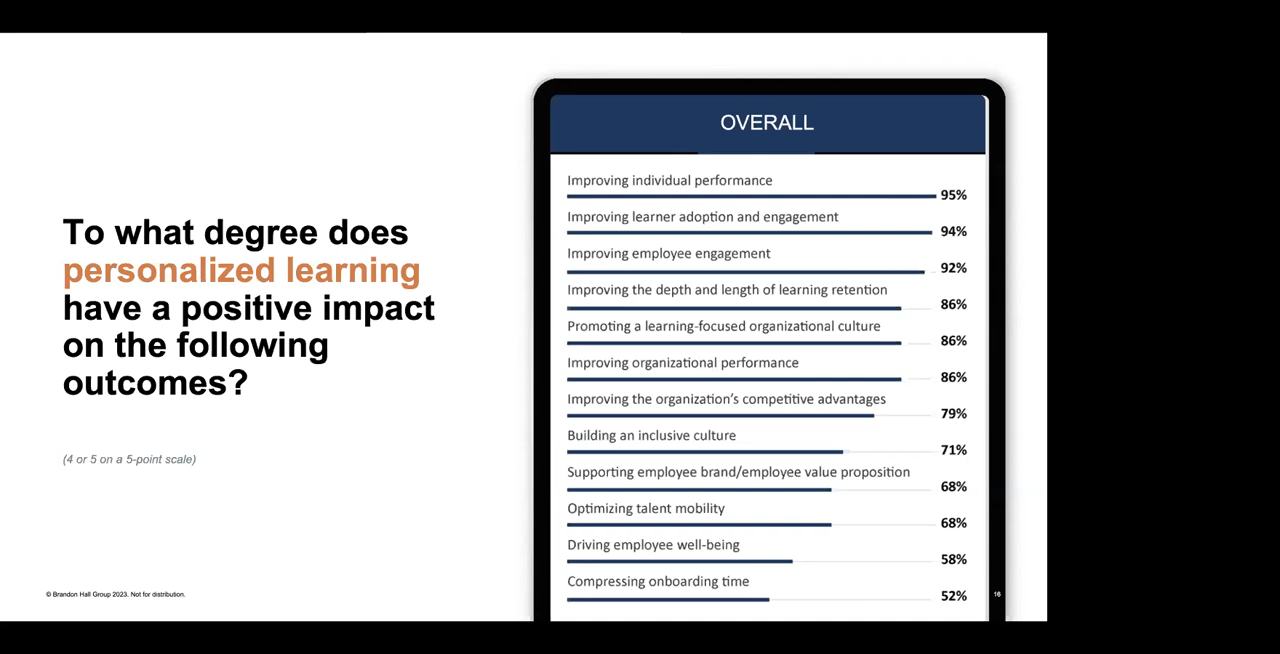 To what degree does
personalized learning
have a positive impact
on the following
outcomes?
(4 or 5 on a 5-point scale)
© Brandon Hall Group 2023. Not for distribution.
OVERALL
Improving individual performance
95%
Improving learner adoption and engagement
94%
Improving employee engagement
92%
Improving the depth and length of learning retention
86%
Promoting a learning-focused organizational culture
86%
Improving organizational performance
86%
Improving the organization’s competitive advantages
79%
Building an inclusive culture
71%
Supporting employee brand/employee value proposition
68%
Optimizing talent mobility
68%
Driving employee well-being
58%
Compressing onboarding time
52%
16